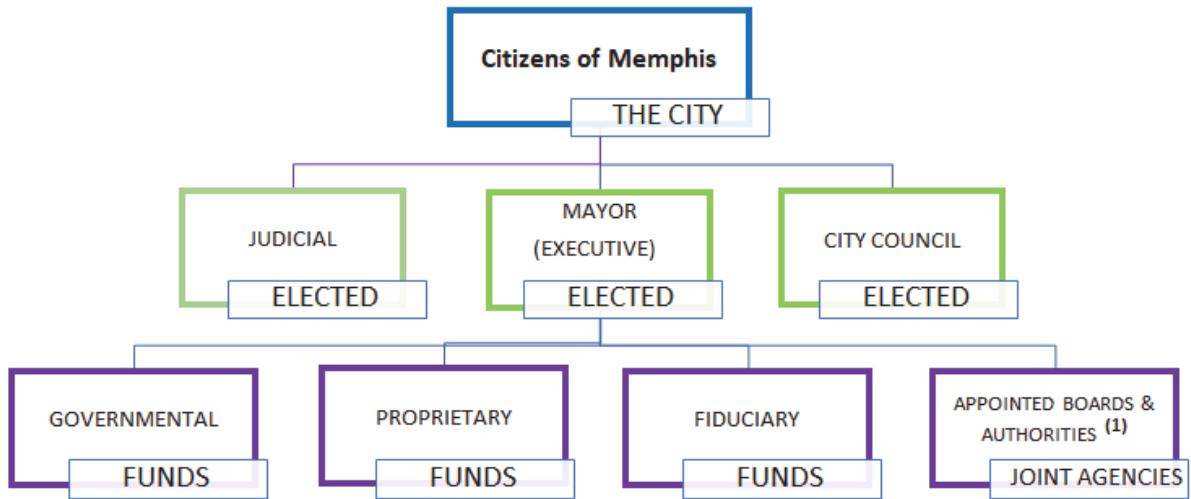 Citizens of Memphis
THE CITY
JUDICIAL
ELECTED
MAYOR
(EXECUTIVE)
ELECTED
CITY COUNCIL
ELECTED
GOVERNMENTAL
FUNDS
PROPRIETARY
FUNDS
FIDUCIARY
FUNDS
APPOINTED BOARDS &
AUTHORITIES (1)
JOINT AGENCIES